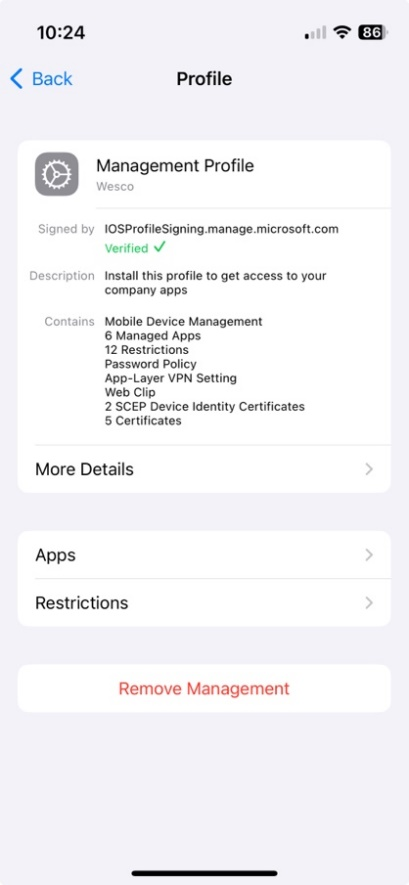 10:24
86
Back
Profile
Management Profile
Wesco
Signed by IOSProfileSigning.manage.microsoft.com
Verified ✓
Description Install this profile to get access to your
company apps
Contains Mobile Device Management
6 Managed Apps
12 Restrictions
Password Policy
App-Layer VPN Setting
Web Clip
2 SCEP Device Identity Certificates
5 Certificates
More Details
Apps
Restrictions
Remove Management